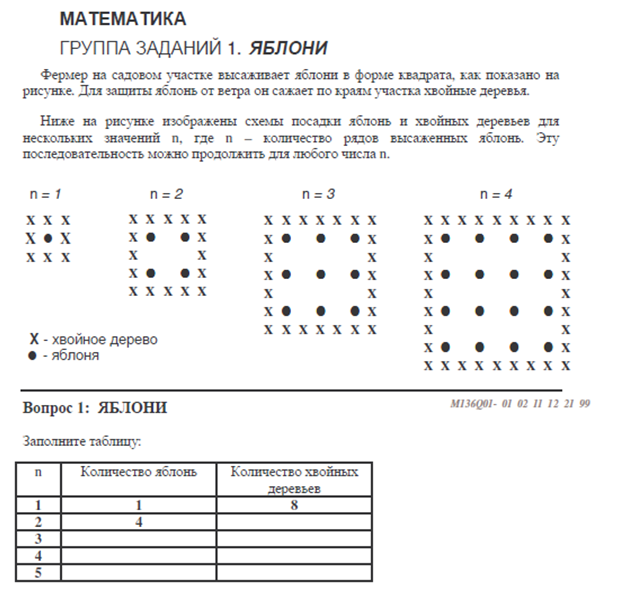 МАТЕМАТИКА
ГРУППА ЗАДАНИЙ 1. ЯБЛОНИ
Фермер на садовом участке высаживает яблони в форме квадрата, как показано на
рисунке. Для защиты яблонь от ветра он сажает по краям участка хвойные деревья.
Ниже на рисунке изображены схемы посадки яблонь и хвойных деревьев для
нескольких значений n, где n – количество рядов высаженных яблонь. Эту
последовательность можно продолжить для любого числа n.
n = 1 n = 2 n = 3 n = 4
X X X
X ● X
X X X
X X X X X
X ● ● X
X X
X ● ● X
X X X X X
X X X X X X X
X ● ● ● X
X X
X ● ● ● X
X X
X ● ● ● X
X X X X X X X
X X X X X X X X X
X ● ● ● ● X
X X
X ● ● ● ● X
X X
X ● ● ● ● X
X X
X ● ● ● ● X
X X X X X X X X X
X - хвойное дерево
● - яблоня
Вопрос 1: ЯБЛОНИ M136Q01- 01 02 11 12 21 99
Заполните таблицу:
n Количество яблонь Количество хвойных
деревьев
1 1 8
2 4
3
4
5